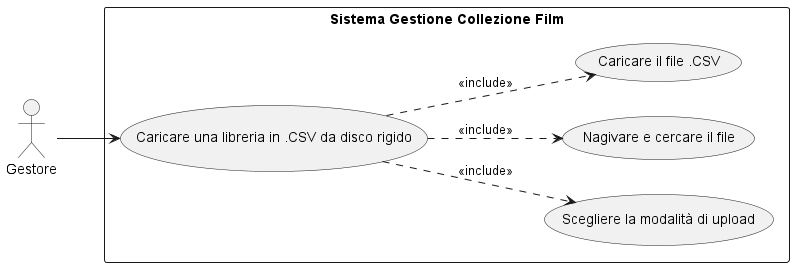 Sistema Gestione Collezione Film
Caricare il file .CSV
«include»
Nagivare e cercare il file
«include»
Caricare una libreria in .CSV da disco rigido
Gestore
«include»
Scegliere la modalità di upload